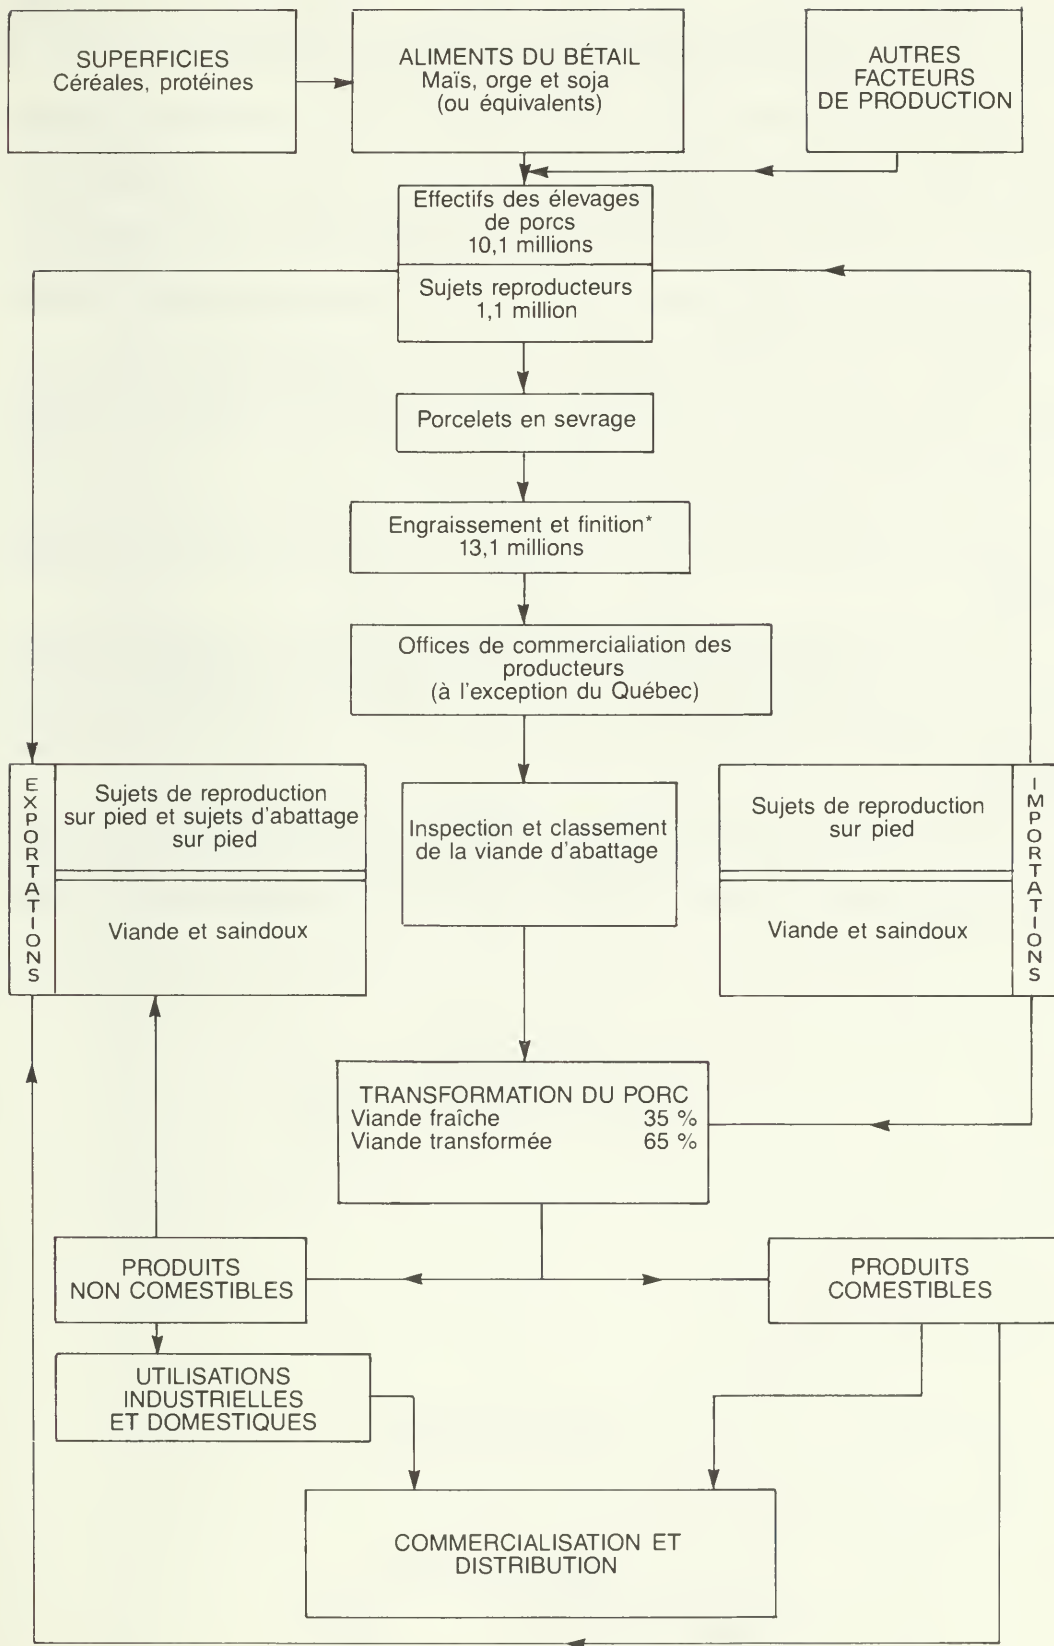 SUPERFICIES
Céréales, protéines
ALIMENTS DU BÉTAIL
Maïs, orge et soja
(ou équivalents)
AUTRES
FACTEURS
DE PRODUCTION
Effectifs des élevages
de porcs
10,1 millions
Sujets reproducteurs
1,1 million
Porcelets en sevrage
Engraissement et finition*
13,1 millions
Offices de commercialiation des
producteurs
(à l'exception du Québec)
EXPORTATIONS
Sujets de reproduction
sur pied et sujets d'abattage
sur pied
Viande et saindoux
Inspection et classement
de la viande d'abattage
Sujets de reproduction
sur pied
Viande et saindoux
IMPORTATIONS
TRANSFORMATION DU PORC
Viande fraîche 35 %
Viande transformée 65 %
PRODUITS
NON COMESTIBLES
PRODUITS
COMESTIBLES
UTILISATIONS
INDUSTRIELLES
ET DOMESTIQUES
COMMERCIALISATION ET
DISTRIBUTION